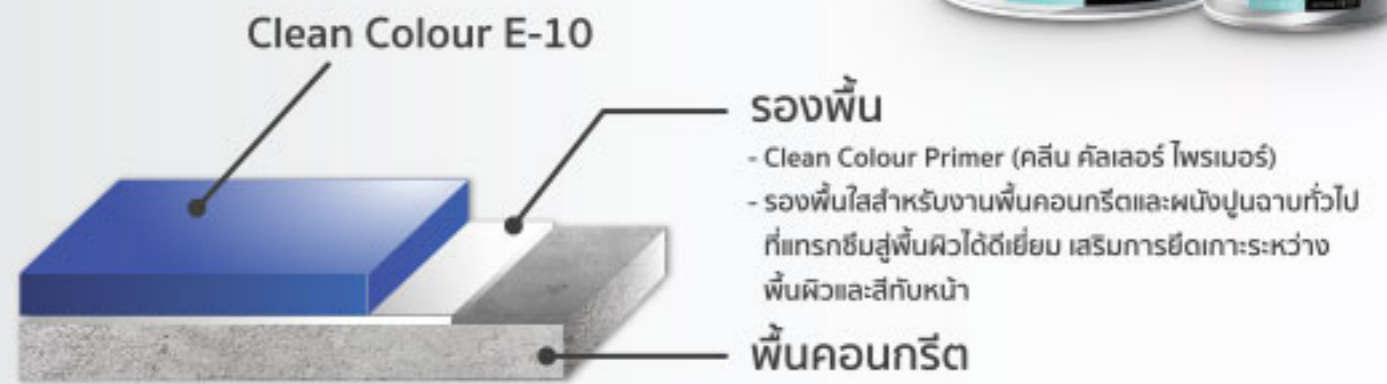 Clean Colour E-10
รองพื้น
- Clean Colour Primer (คลีน คัลเลอร์ ไพรเมอร์)
- รองพื้นใสสำหรับงานพื้นคอนกรีตและผนังปูนฉาบทั่วไป
ที่แทรกซึมสู่พื้นผิวได้ดีเยี่ยม เสริมการยึดเกาะระหว่าง
พื้นผิวและสีทับหน้า
พื้นคอนกรีต